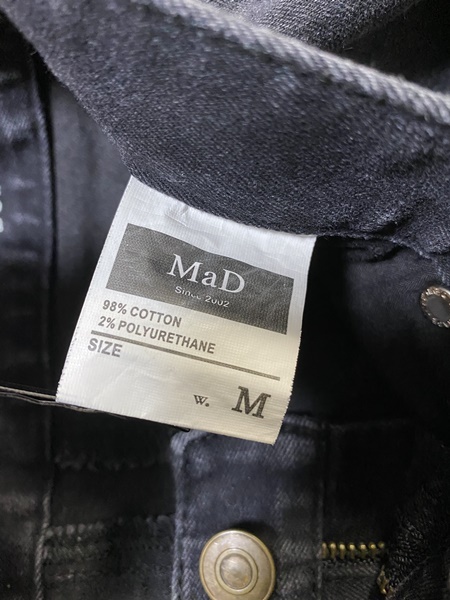 MaD
Since 2002
98% COTTON
2% POLYURETHANE
SIZE
W. M